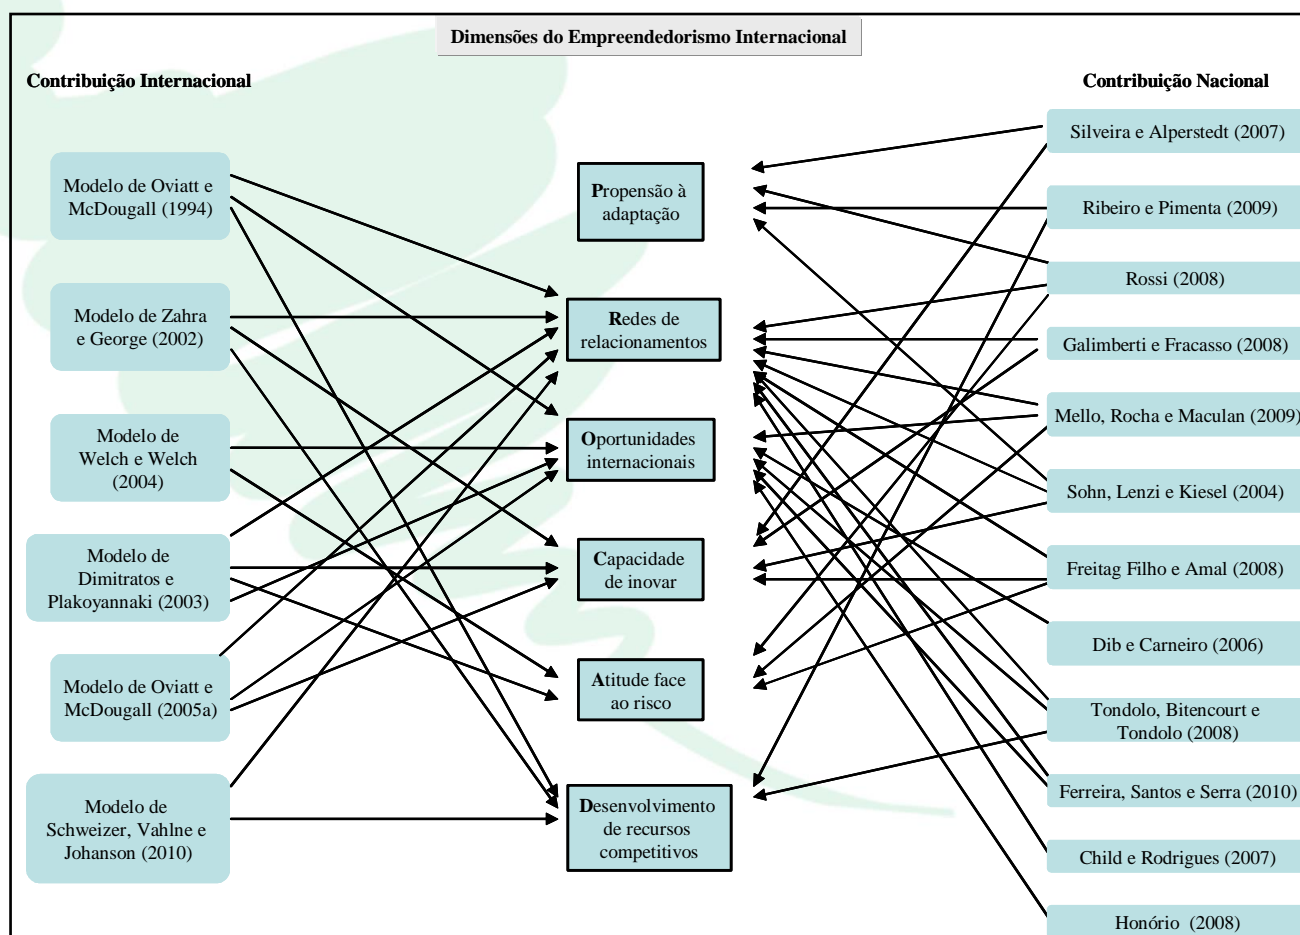 Dimensões do Empreendedorismo Internacional
Contribuição Internacional
Contribuição Nacional
Modelo de Oviatt e
McDougall (1994)
Modelo de Zahra
e George (2002)
Modelo de
Welch e Welch
(2004)
Modelo de
Dimitratos e
Plakoyannaki (2003)
Modelo de Oviatt e
McDougall (2005a)
Modelo de
Schweizer, Vahlne e
Johanson (2010)
Propensão à
adaptação
Redes de
relacionamentos
Oportunidades
internacionais
Capacidade
de inovar
Atitude face
ao risco
Desenvolvimento
de recursos
competitivos
Silveira e Alperstedt (2007)
Ribeiro e Pimenta (2009)
Rossi (2008)
Galimberti e Fracasso (2008)
Mello, Rocha e Maculan (2009)
Sohn, Lenzi e Kiesel (2004)
Freitag Filho e Amal (2008)
Dib e Carneiro (2006)
Tondolo, Bitencourt e
Tondolo (2008)
Ferreira, Santos e Serra (2010)
Child e Rodrigues (2007)
Honório (2008)